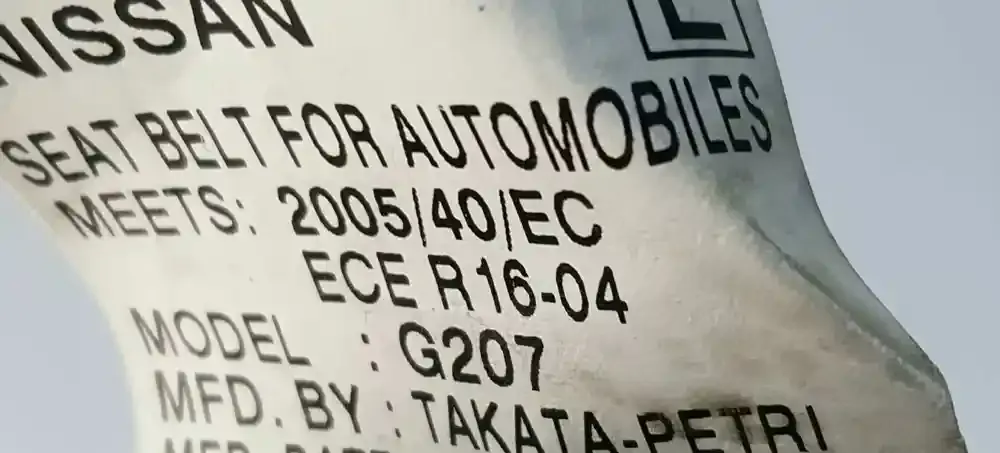 NISSAN
L
SEAT BELT FOR AUTOMOBILES
MEETS: 2005/40/EC
ECE R16-04
MODEL : G207
MFD. BY : TAKATA-PETRI